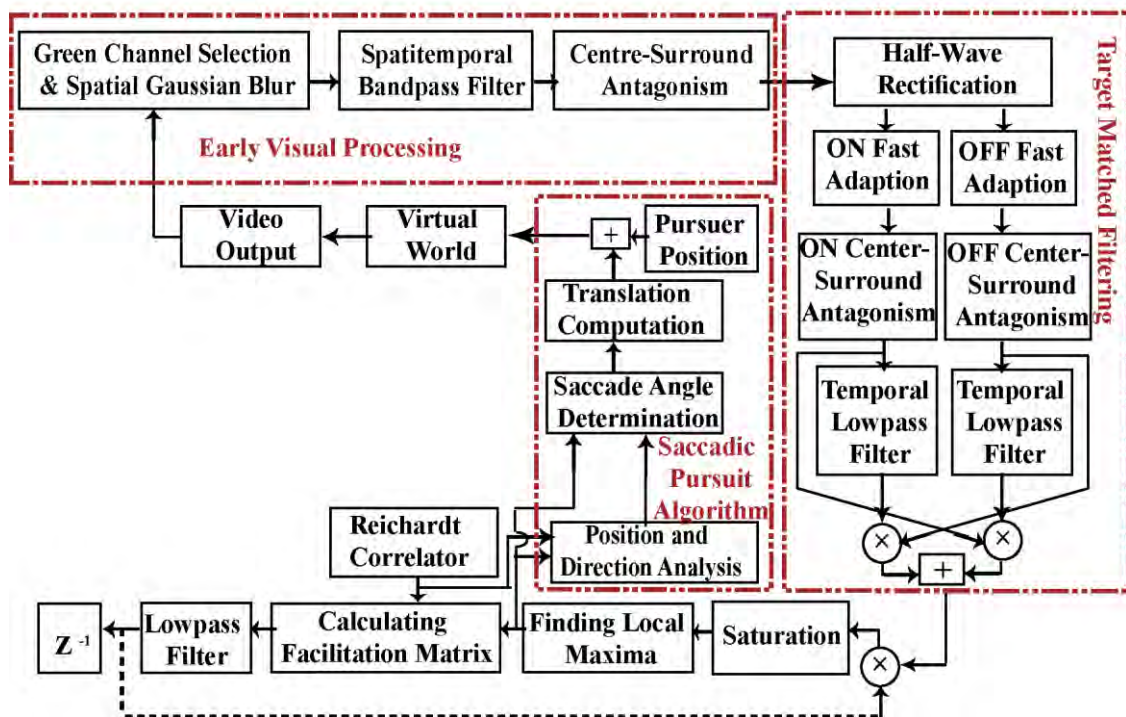 Green Channel Selection
& Spatial Gaussian Blur
Spatitemporal
Bandpass Filter
Centre-Surround
Antagonism
Early Visual Processing
Half-Wave
Rectification
ON Fast
Adaption
OFF Fast
Adaption
ON Center-
Surround
Antagonism
OFF Center-
Surround
Antagonism
Temporal
Lowpass
Filter
Temporal
Lowpass
Filter
×
×
+
Target Matched Filtering
Video
Output
Virtual
World
+
Pursuer
Position
Translation
Computation
Saccade Angle
Determination
Saccadic
Pursuit
Algorithm
Position and
Direction Analysis
Reichardt
Correlator
Z -1
Lowpass
Filter
Calculating
Facilitation Matrix
Finding Local
Maxima
Saturation
×